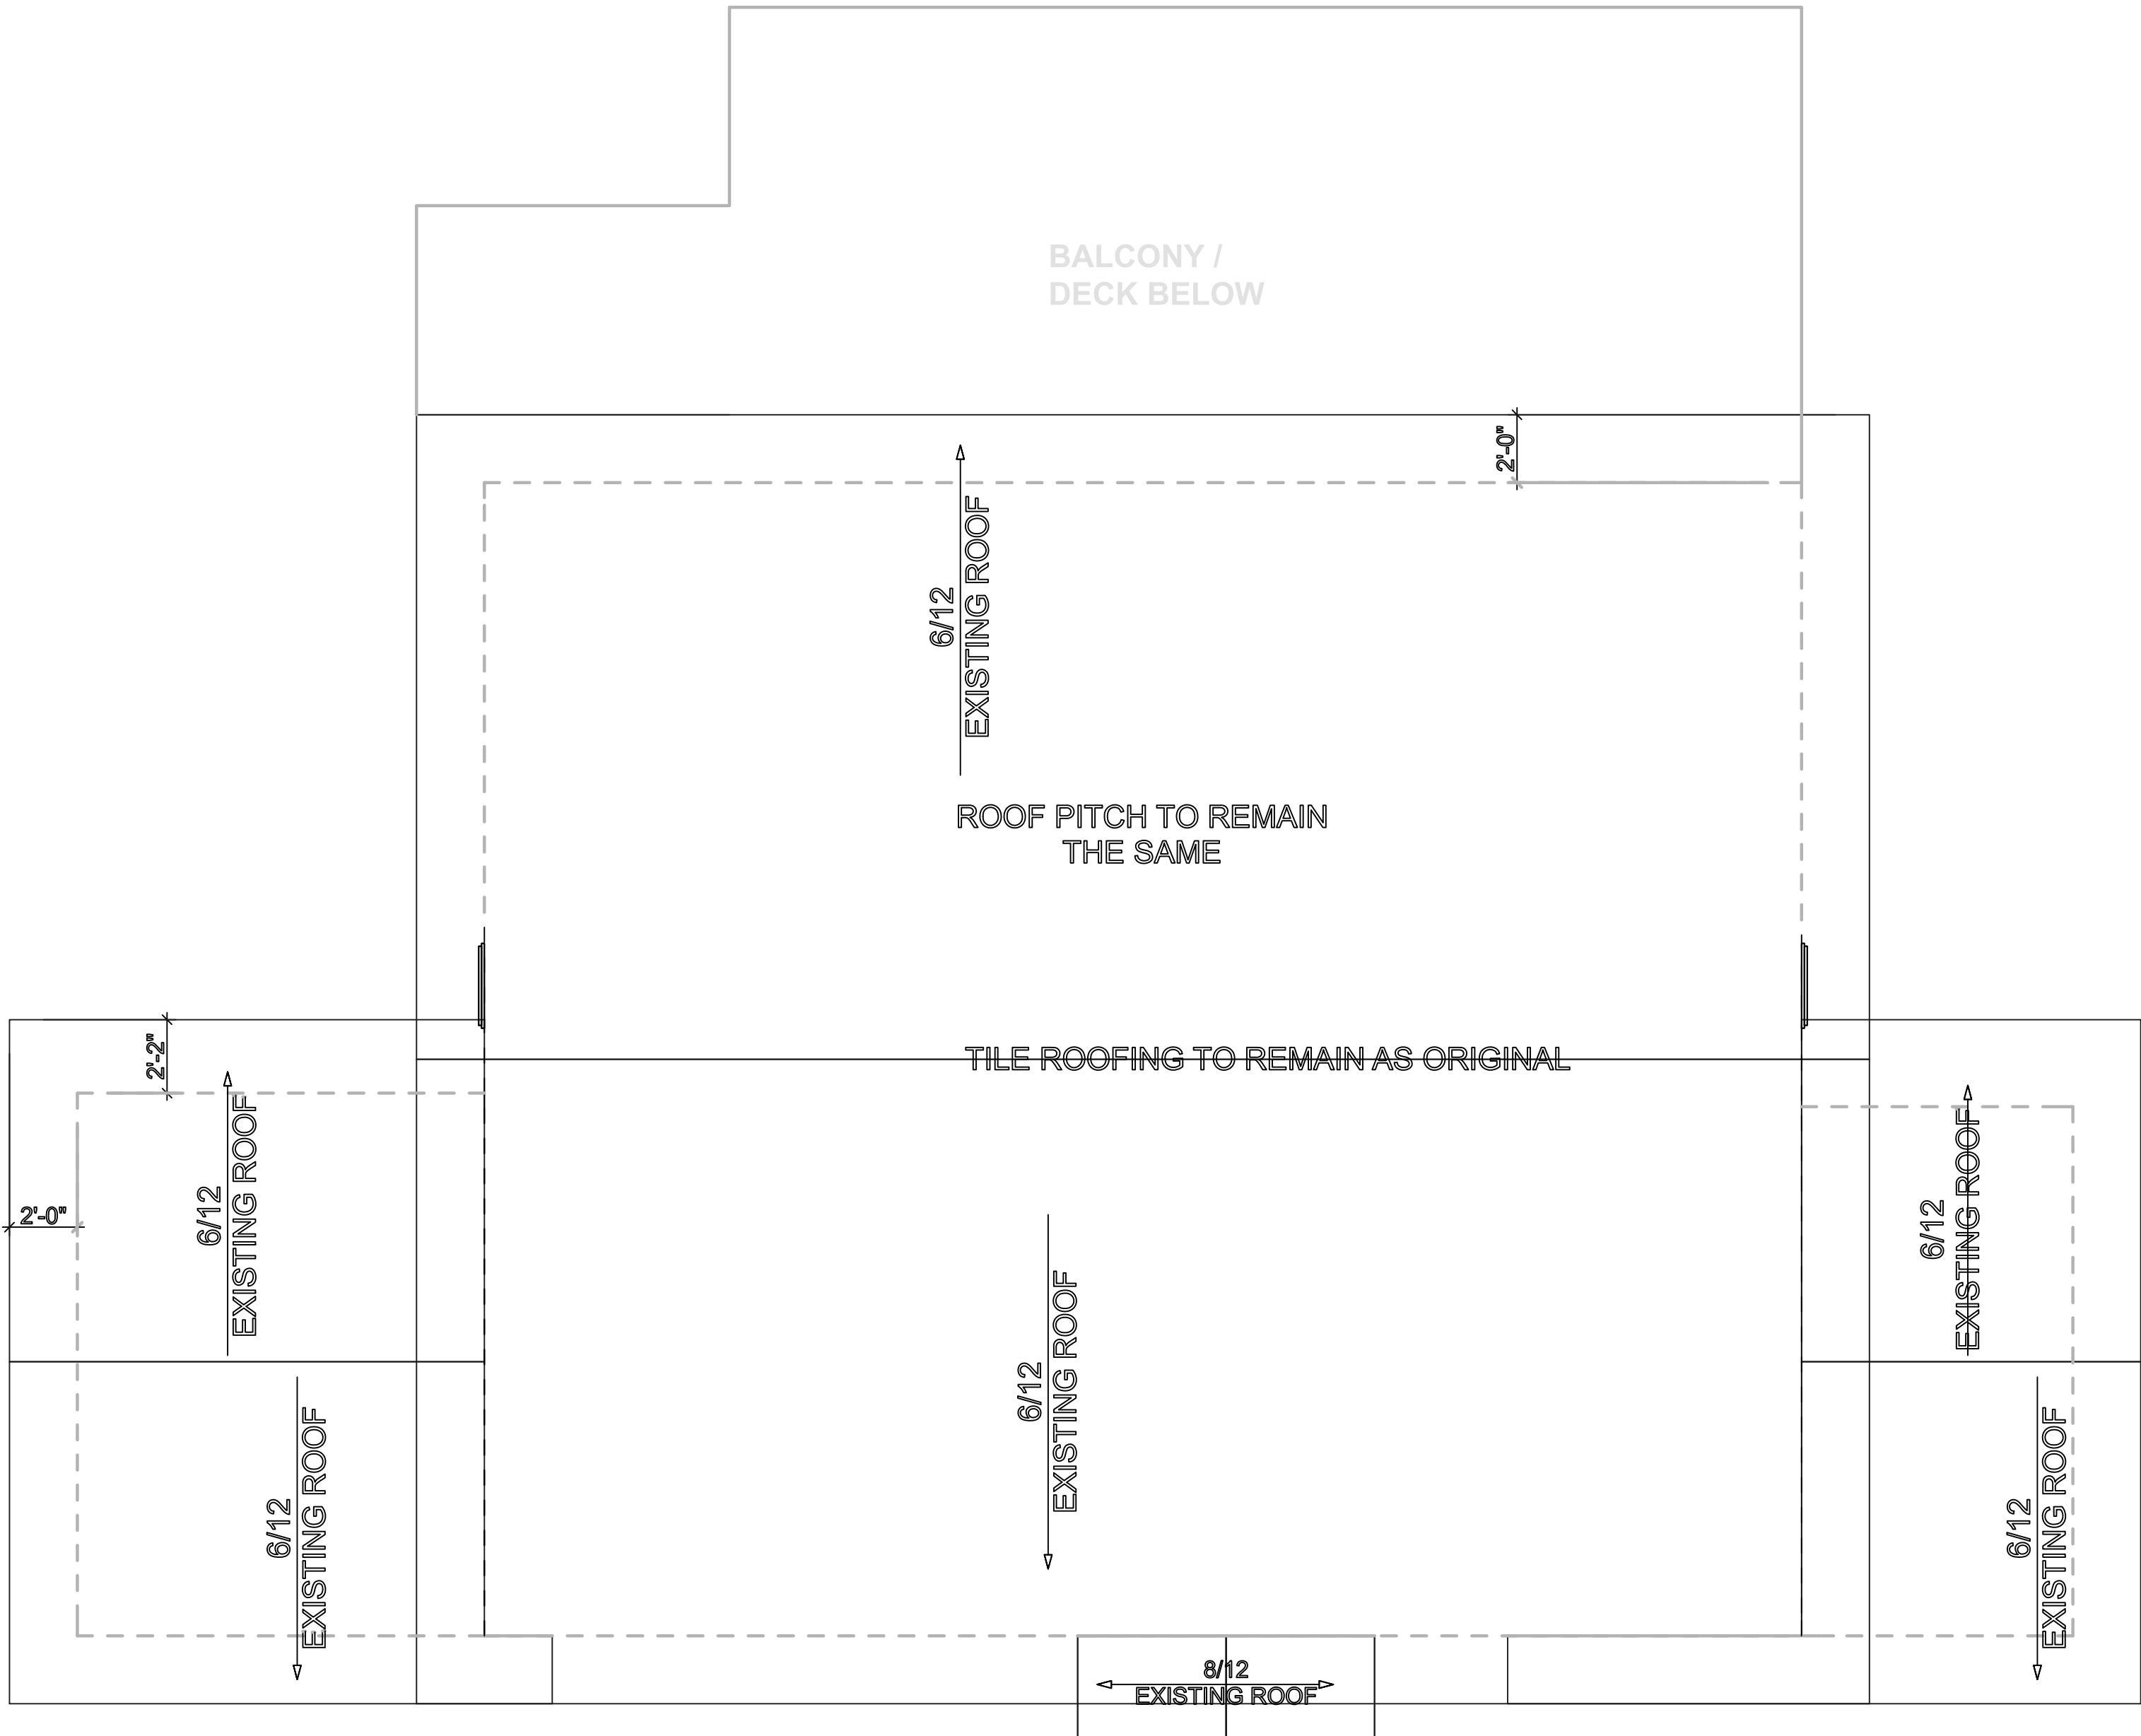 BALCONY /
DECK BELOW
2'-0"
6/12
EXISTING ROOF
ROOF PITCH TO REMAIN
THE SAME
TILE ROOFING TO REMAIN AS ORIGINAL
2'-2"
2'-0"
6/12
EXISTING ROOF
6/12
EXISTING ROOF
6/12
EXISTING ROOF
6/12
EXISTING ROOF
6/12
EXISTING ROOF
8/12
EXISTING ROOF